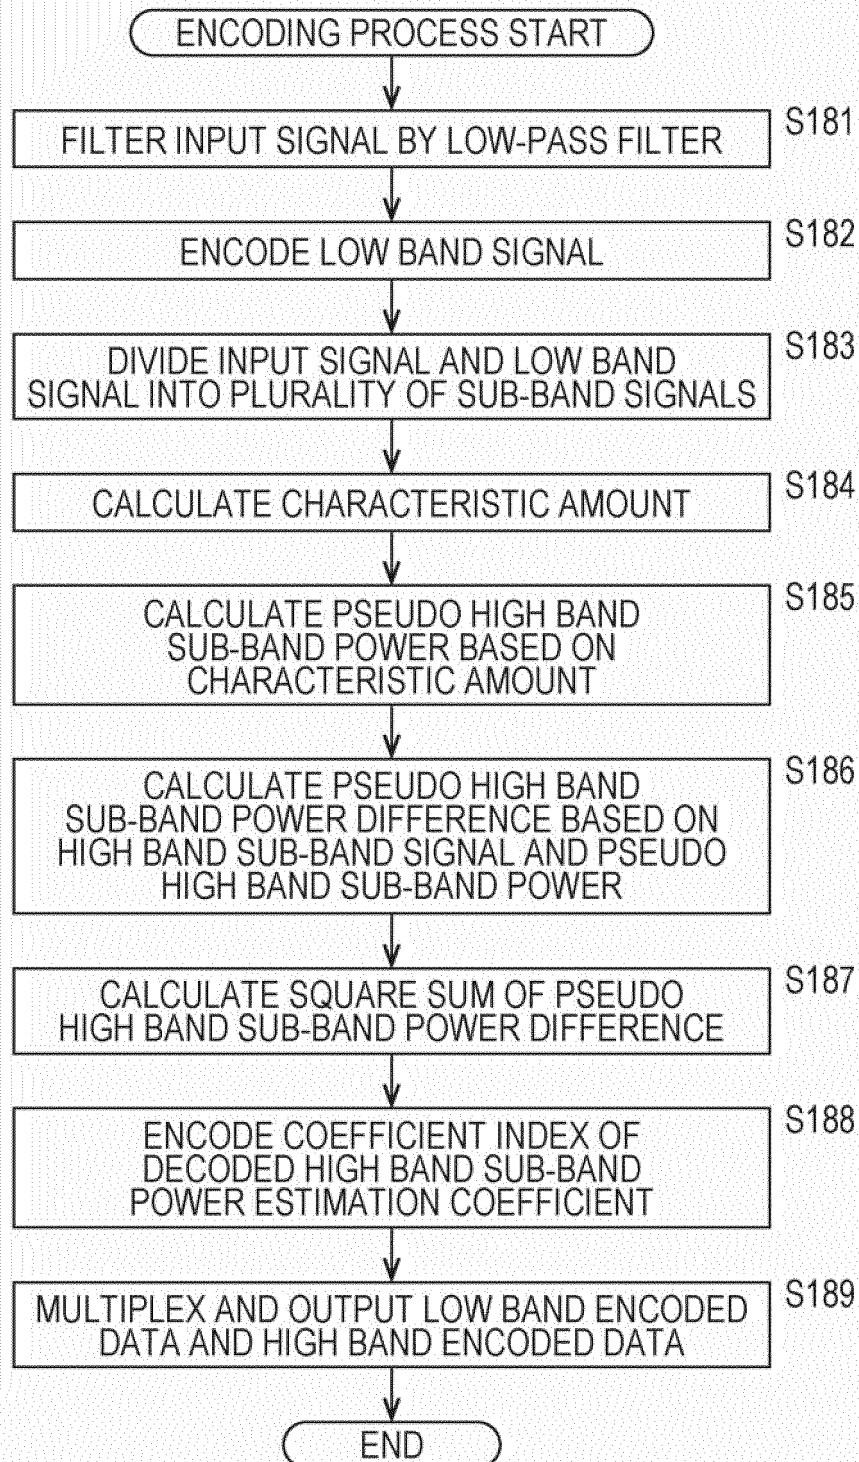 ENCODING PROCESS START
S181
FILTER INPUT SIGNAL BY LOW-PASS FILTER
S182
ENCODE LOW BAND SIGNAL
S183
DIVIDE INPUT SIGNAL AND LOW BAND
SIGNAL INTO PLURALITY OF SUB-BAND SIGNALS
S184
CALCULATE CHARACTERISTIC AMOUNT
S185
CALCULATE PSEUDO HIGH BAND
SUB-BAND POWER BASED ON
CHARACTERISTIC AMOUNT
S186
CALCULATE PSEUDO HIGH BAND
SUB-BAND POWER DIFFERENCE BASED ON
HIGH BAND SUB-BAND SIGNAL AND PSEUDO
HIGH BAND SUB-BAND POWER
S187
CALCULATE SQUARE SUM OF PSEUDO
HIGH BAND SUB-BAND POWER DIFFERENCE
S188
ENCODE COEFFICIENT INDEX OF
DECODED HIGH BAND SUB-BAND
POWER ESTIMATION COEFFICIENT
S189
MULTIPLEX AND OUTPUT LOW BAND ENCODED
DATA AND HIGH BAND ENCODED DATA
END